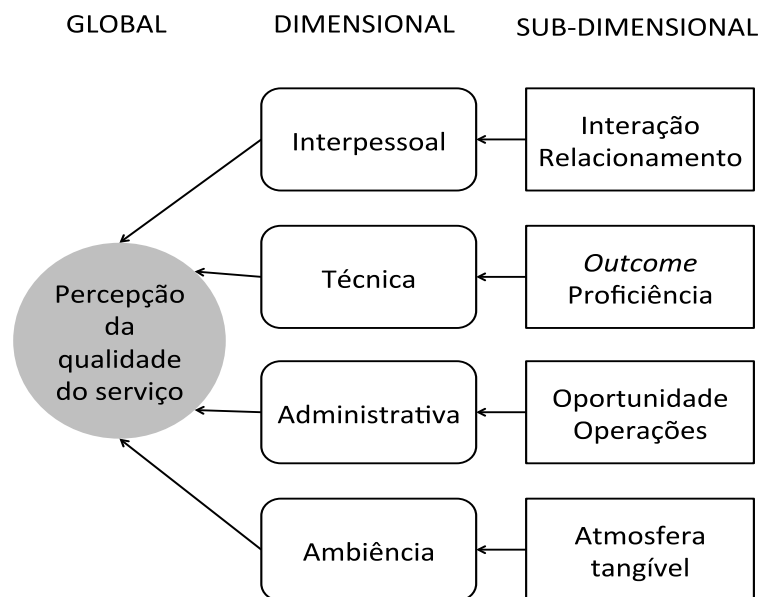 GLOBAL
DIMENSIONAL
SUB-DIMENSIONAL
Interpessoal
Interação
Relacionamento
Técnica
Outcome
Proficiência
Percepção
da
qualidade
do serviço
Administrativa
Oportunidade
Operações
Ambiência
Atmosfera
tangível